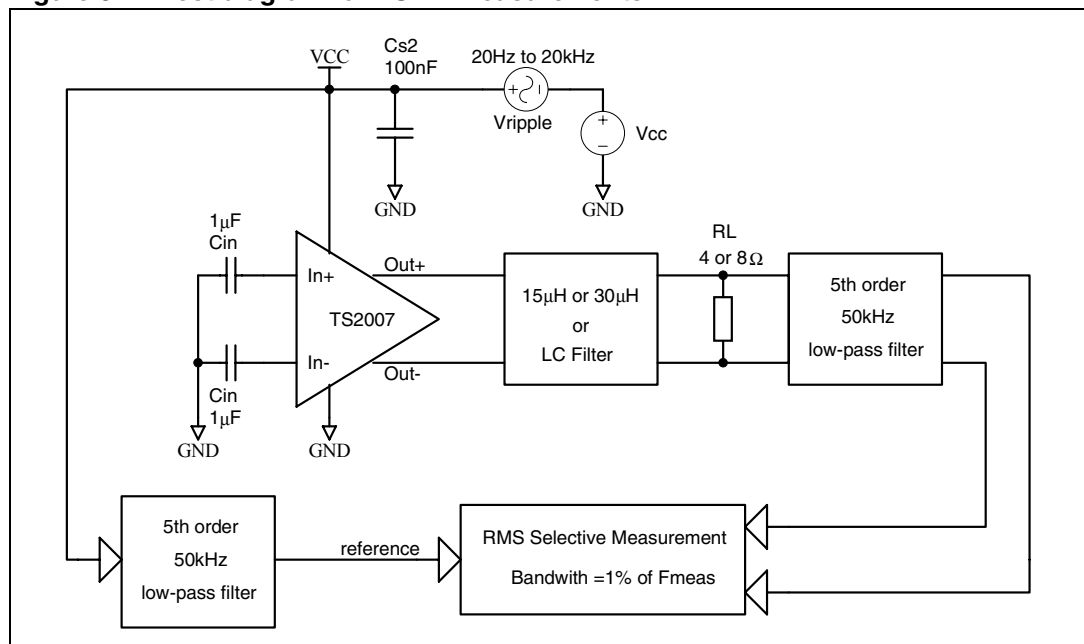 VCC
Cs2
100nF
20Hz to 20kHz
Vripple
+
−
Vcc
GND
GND
1µF
Cin
In+
Out+
TS2007
In-
Out-
Cin
1µF
GND
GND
15µH or 30µH
or
LC Filter
RL
4 or 8Ω
5th order
50kHz
low-pass filter
5th order
50kHz
low-pass filter
reference
RMS Selective Measurement
Bandwith =1% of Fmeas